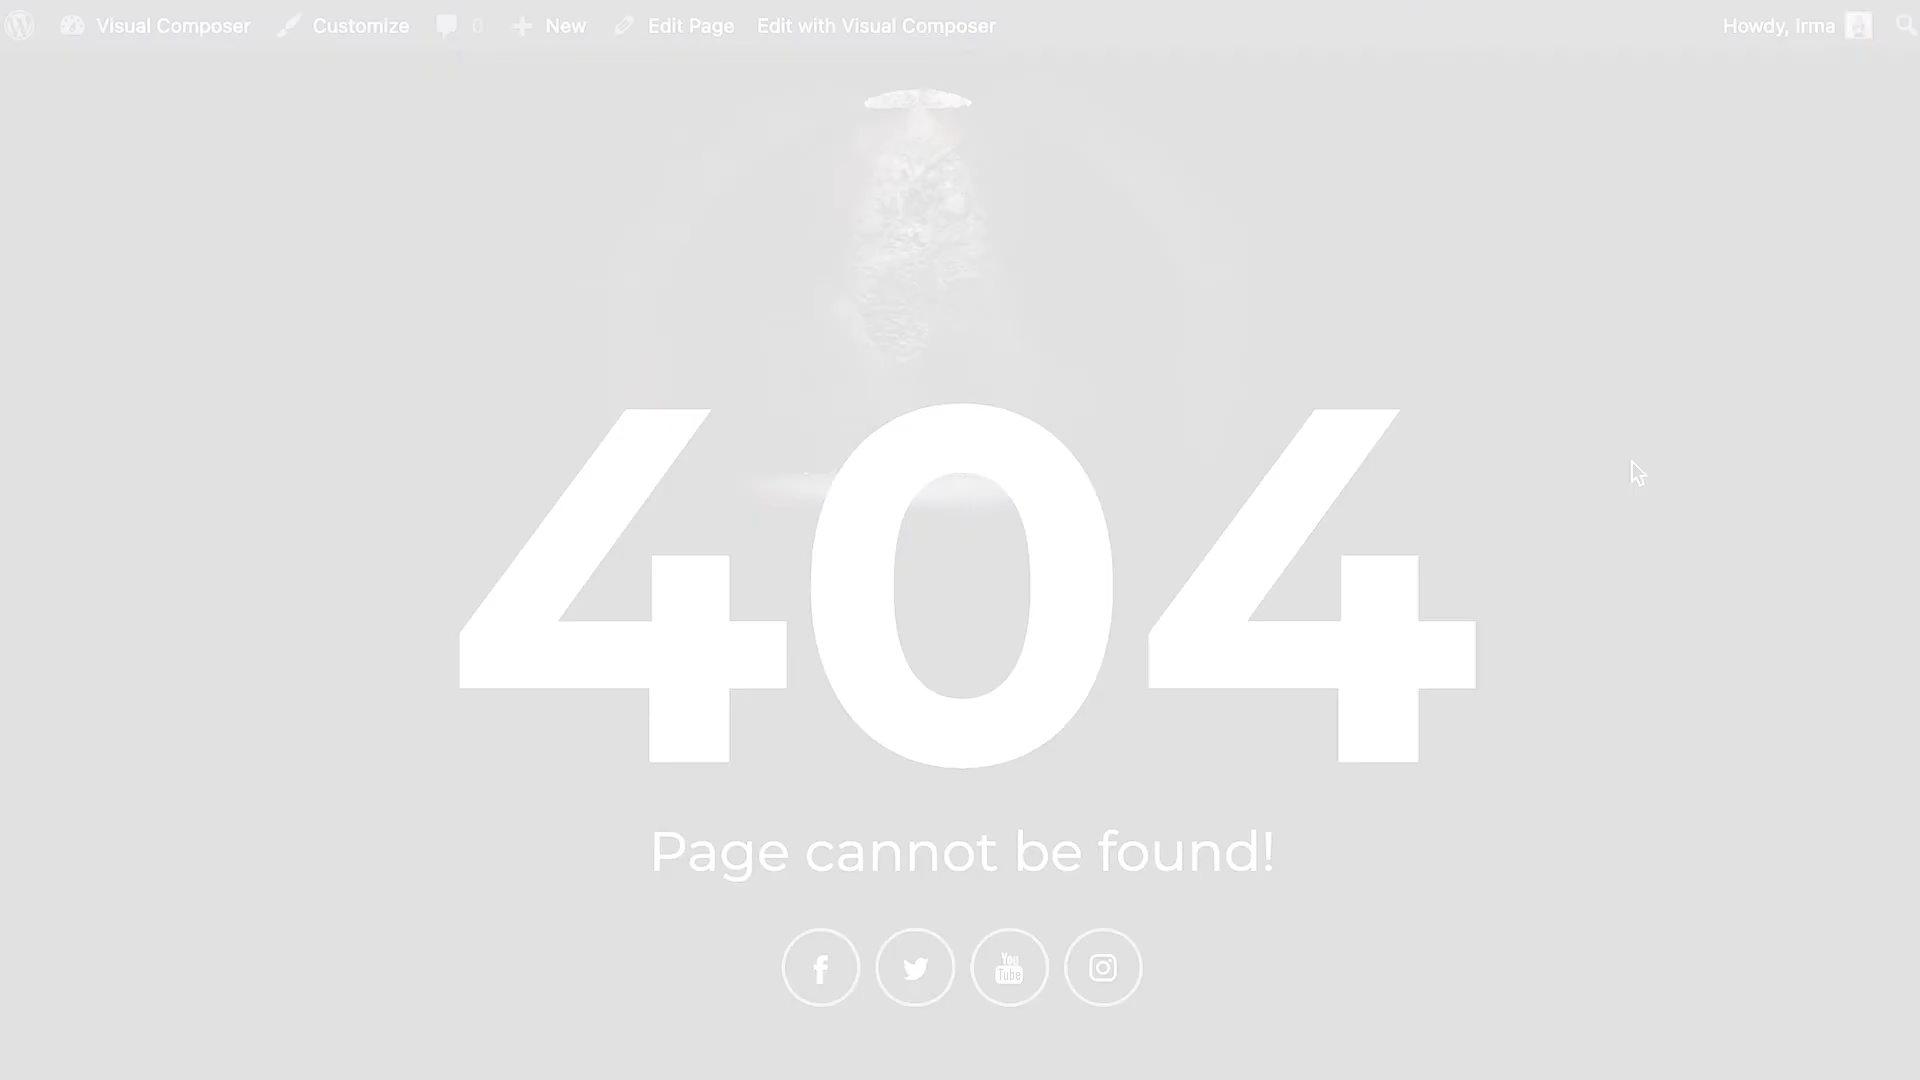 Visual Composer Customize 0 New Edit Page Edit with Visual Composer Howdy, Irma
404
Page cannot be found!
You
Tube